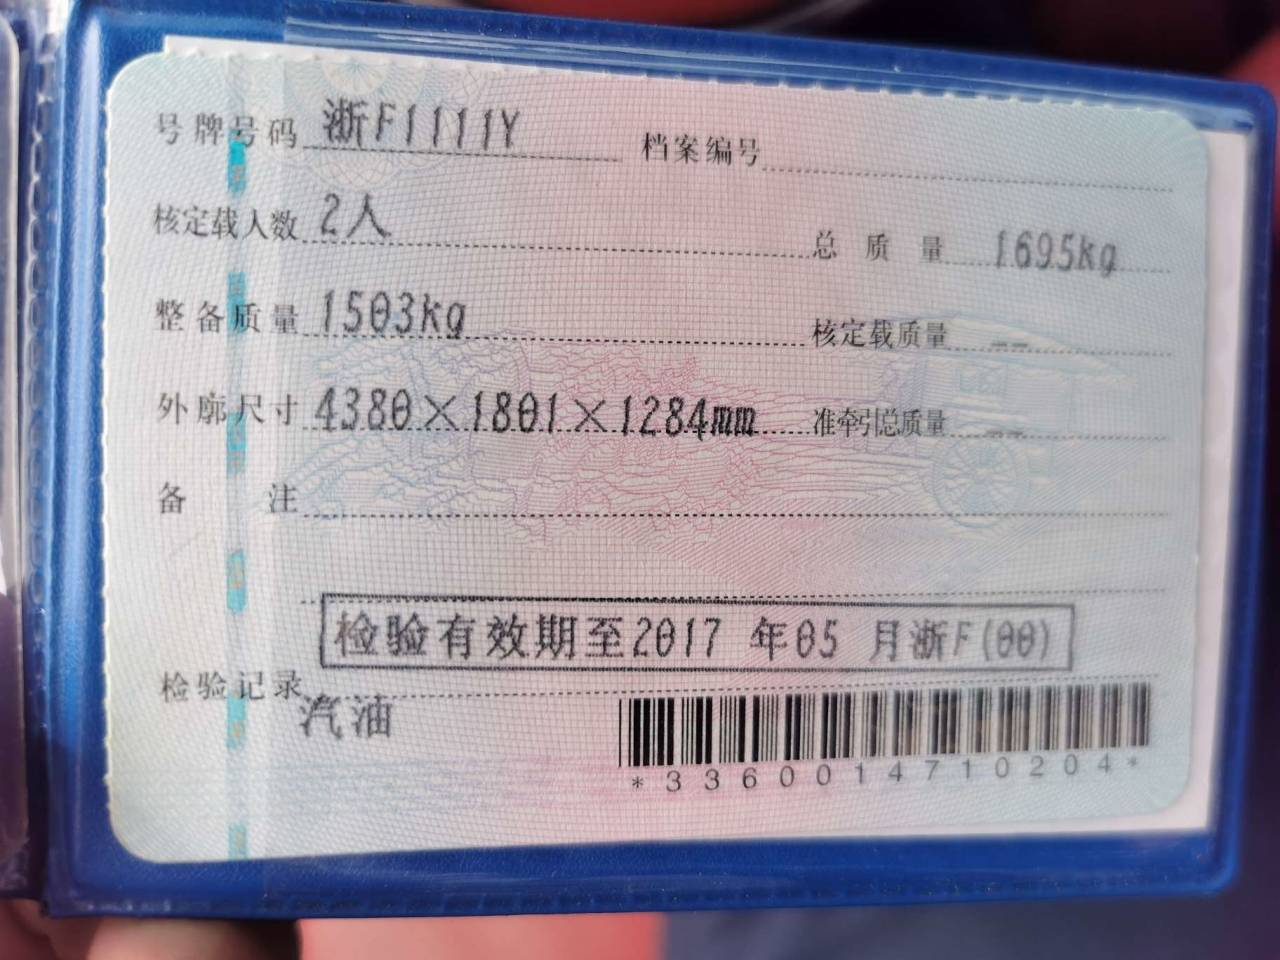 号牌号码 浙F1111Y 档案编号
核定载人数 2人 总质量 1695kg
整备质量 1503kg 核定载质量 --
外廓尺寸 4380×1801×1284mm 准牵引总质量 --
备注
检验有效期至2017 年05 月浙F(00)
检验记录
汽油
*3360014710204*